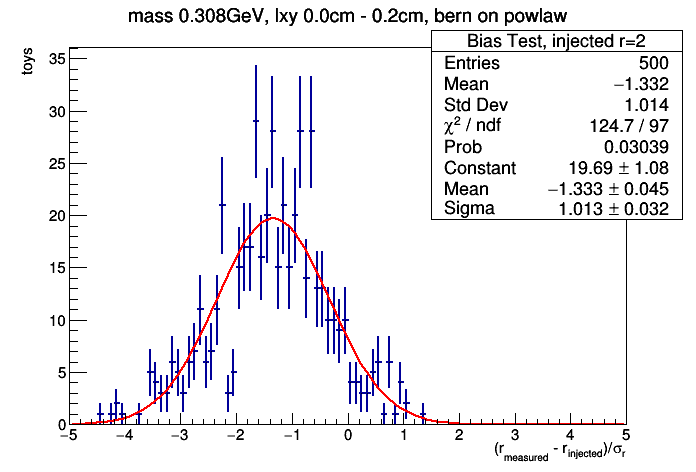 mass 0.308GeV, lxy 0.0cm - 0.2cm, bern on powlaw
Bias Test, injected r=2
Entries 500
Mean −1.332
Std Dev 1.014
χ² / ndf 124.7 / 97
Prob 0.03039
Constant 19.69 ± 1.08
Mean −1.333 ± 0.045
Sigma 1.013 ± 0.032
toys
35
30
25
20
15
10
5
0
−5 −4 −3 −2 −1 0 1 2 3 4 5
(r_measured - r_injected)/σ_r